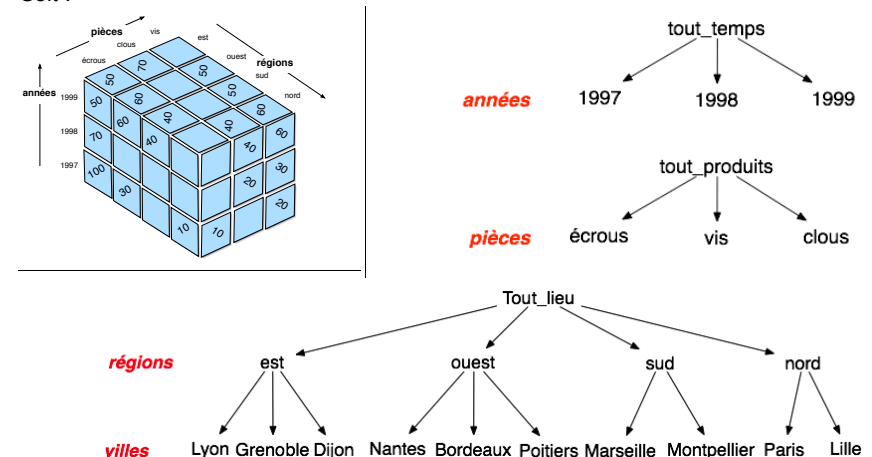 pièces
vis
clous
écrous
est
ouest
régions
sud
nord
années
1999
1998
1997
50 70
60 50
40 50
40 60
50 60 40
70
100 30 10
40 60
20 30
10 20
tout_temps
années 1997 1998 1999
tout_produits
pièces écrous vis clous
Tout_lieu
régions est ouest sud nord
villes Lyon Grenoble Dijon Nantes Bordeaux Poitiers Marseille Montpellier Paris Lille